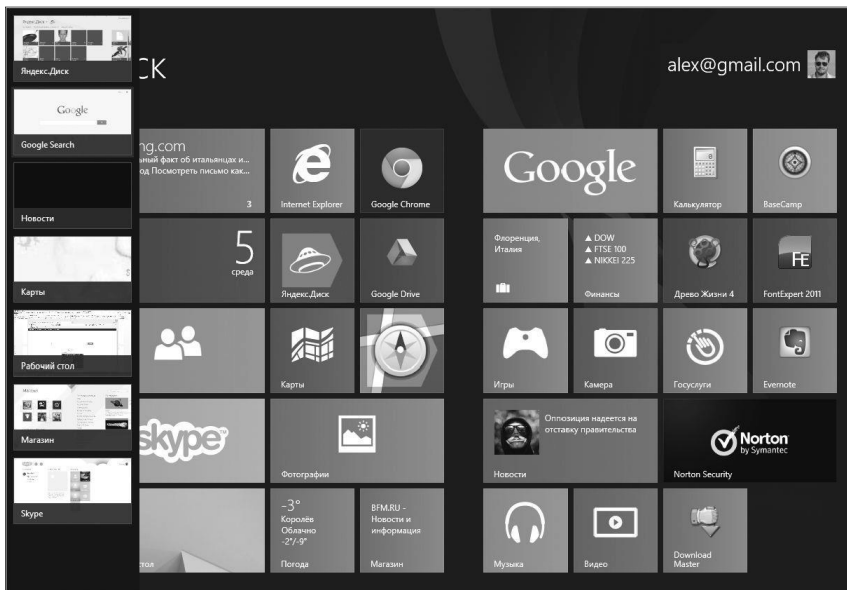 Яндекс.Диск
Google
Google Search
Новости
Карты
Рабочий стол
Магазин
Skype
ск
alex@gmail.com
ng.com
ный факт об итальянцах и...
од Посмотреть письмо как...
3
Internet Explorer
Google Chrome
Google
Калькулятор
BaseCamp
5
среда
Яндекс.Диск
Google Drive
Флоренция,
Италия
▲ DOW
▲ FTSE 100
▲ NIKKEI 225
Финансы
Древо Жизни 4
FE
FontExpert 2011
Карты
Игры
Камера
Госуслуги
Evernote
skype
Фотографии
Оппозиция надеется на
отставку правительства
Новости
Norton
by Symantec
Norton Security
стол
-3°
Королёв
Облачно
-2°/-9°
Погода
BFM.RU -
Новости и
информация
Магазин
Музыка
Видео
Download
Master